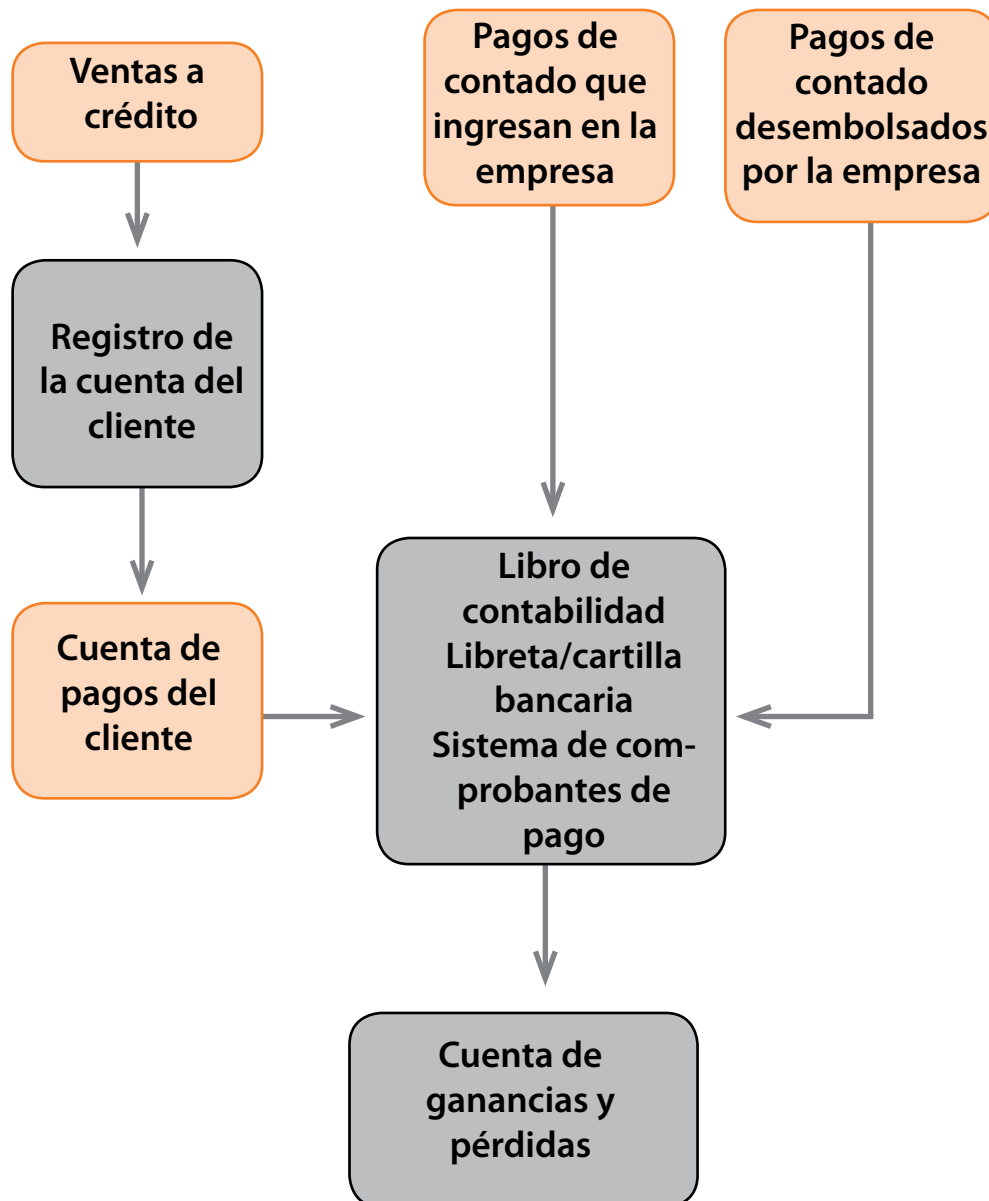 Ventas a
crédito
Pagos de
contado que
ingresan en la
empresa
Pagos de
contado
desembolsados
por la empresa
Registro de
la cuenta del
cliente
Cuenta de
pagos del
cliente
Libro de
contabilidad
Libreta/cartilla
bancaria
Sistema de com-
probantes de
pago
Cuenta de
ganancias y
pérdidas